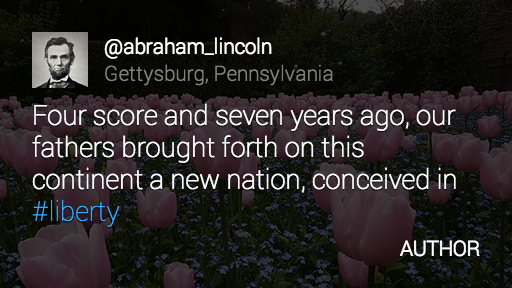 @abraham_lincoln
Gettysburg, Pennsylvania
Four score and seven years ago, our
fathers brought forth on this
continent a new nation, conceived in
#liberty
AUTHOR